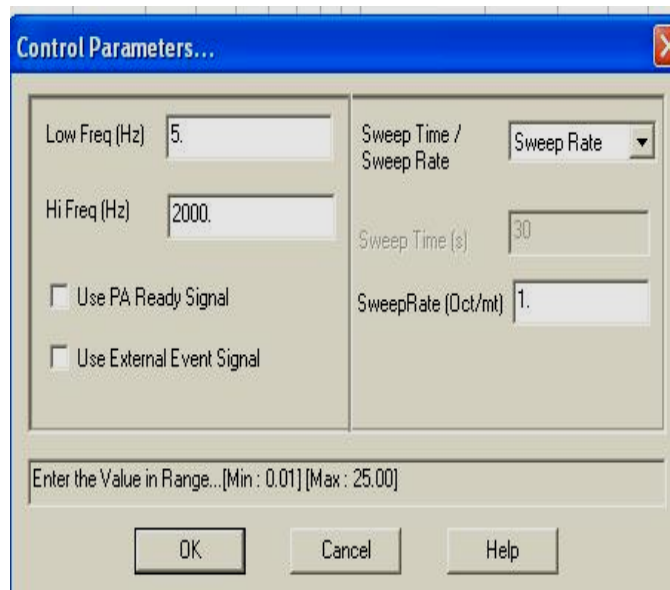 Control Parameters...
Low Freq (Hz) 5.
Hi Freq (Hz) 2000.
Use PA Ready Signal
Use External Event Signal
Sweep Time /
Sweep Rate
Sweep Rate
Sweep Time (s) 30
SweepRate (Oct/mt) 1.
Enter the Value in Range...[Min : 0.01] [Max : 25.00]
OK Cancel Help